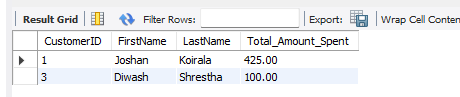 Result Grid Filter Rows: Export: Wrap Cell Conten
CustomerID FirstName LastName Total_Amount_Spent
1 Joshan Koirala 425.00
3 Diwash Shrestha 100.00